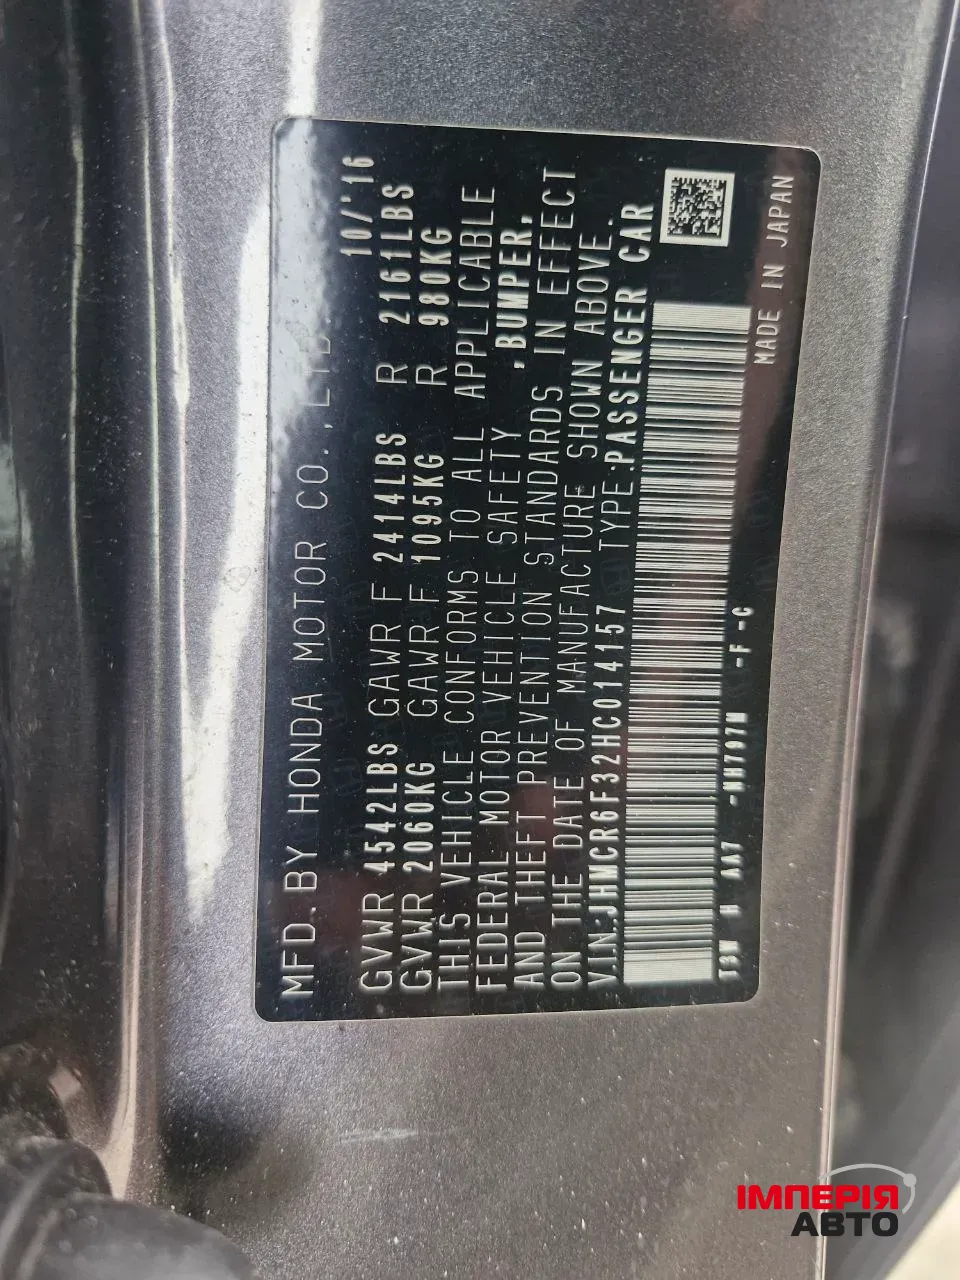 MFD. BY HONDA MOTOR CO., LTD.
10/'16
GVWR 4542LBS GAWR F 2414LBS R 2161LBS
GVWR 2060KG GAWR F 1095KG R 980KG
THIS VEHICLE CONFORMS TO ALL APPLICABLE
FEDERAL MOTOR VEHICLE SAFETY ,BUMPER,
AND THEFT PREVENTION STANDARDS IN EFFECT
ON THE DATE OF MANUFACTURE SHOWN ABOVE.
V.I.N.:JHMCR6F32HC014157 TYPE:PASSENGER CAR
AA7 -NH797M -F -C
MADE IN JAPAN
ІМПЕРІЯ
АВТО